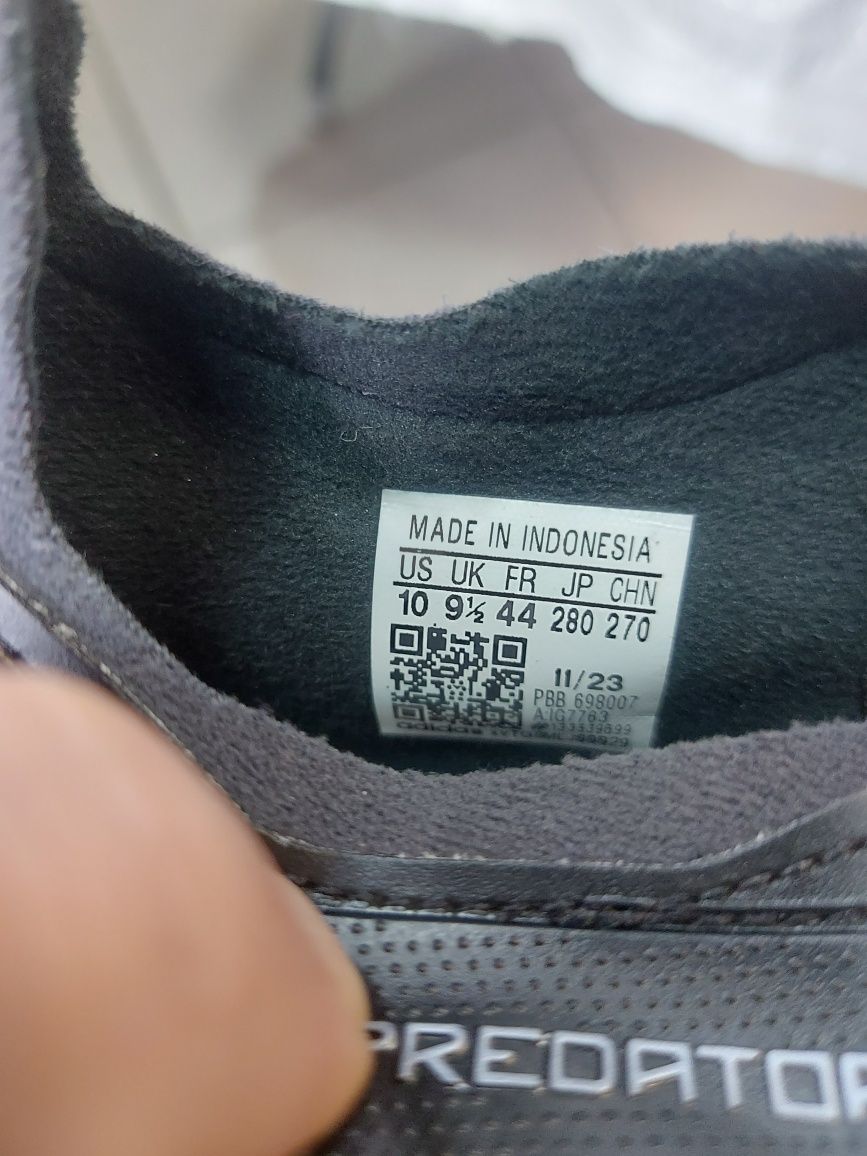 MADE IN INDONESIA
US UK FR JP CHN
10 9½ 44 280 270
11/23
PBB 698007
PREDATOR